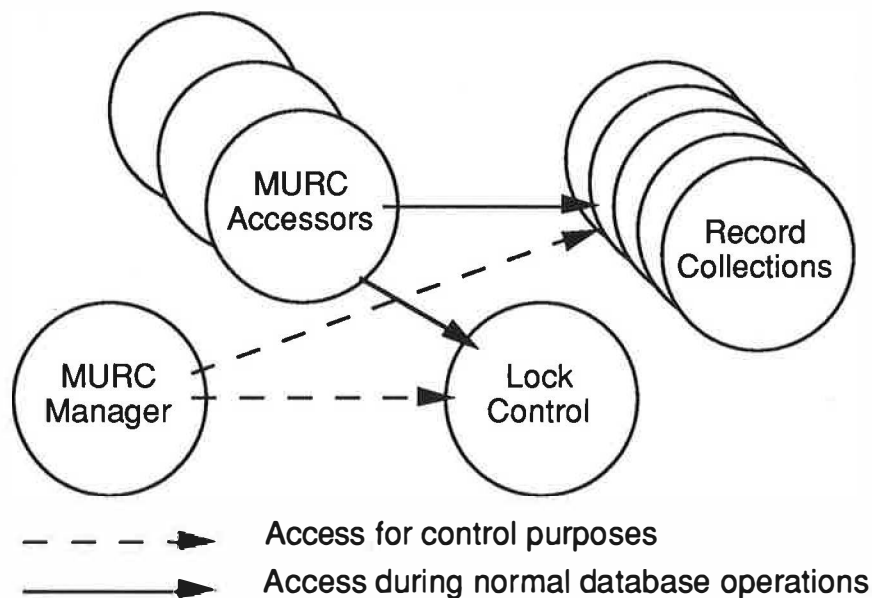 MURC
Accessors
Record
Collections
MURC
Manager
Lock
Control
Access for control purposes
Access during normal database operations